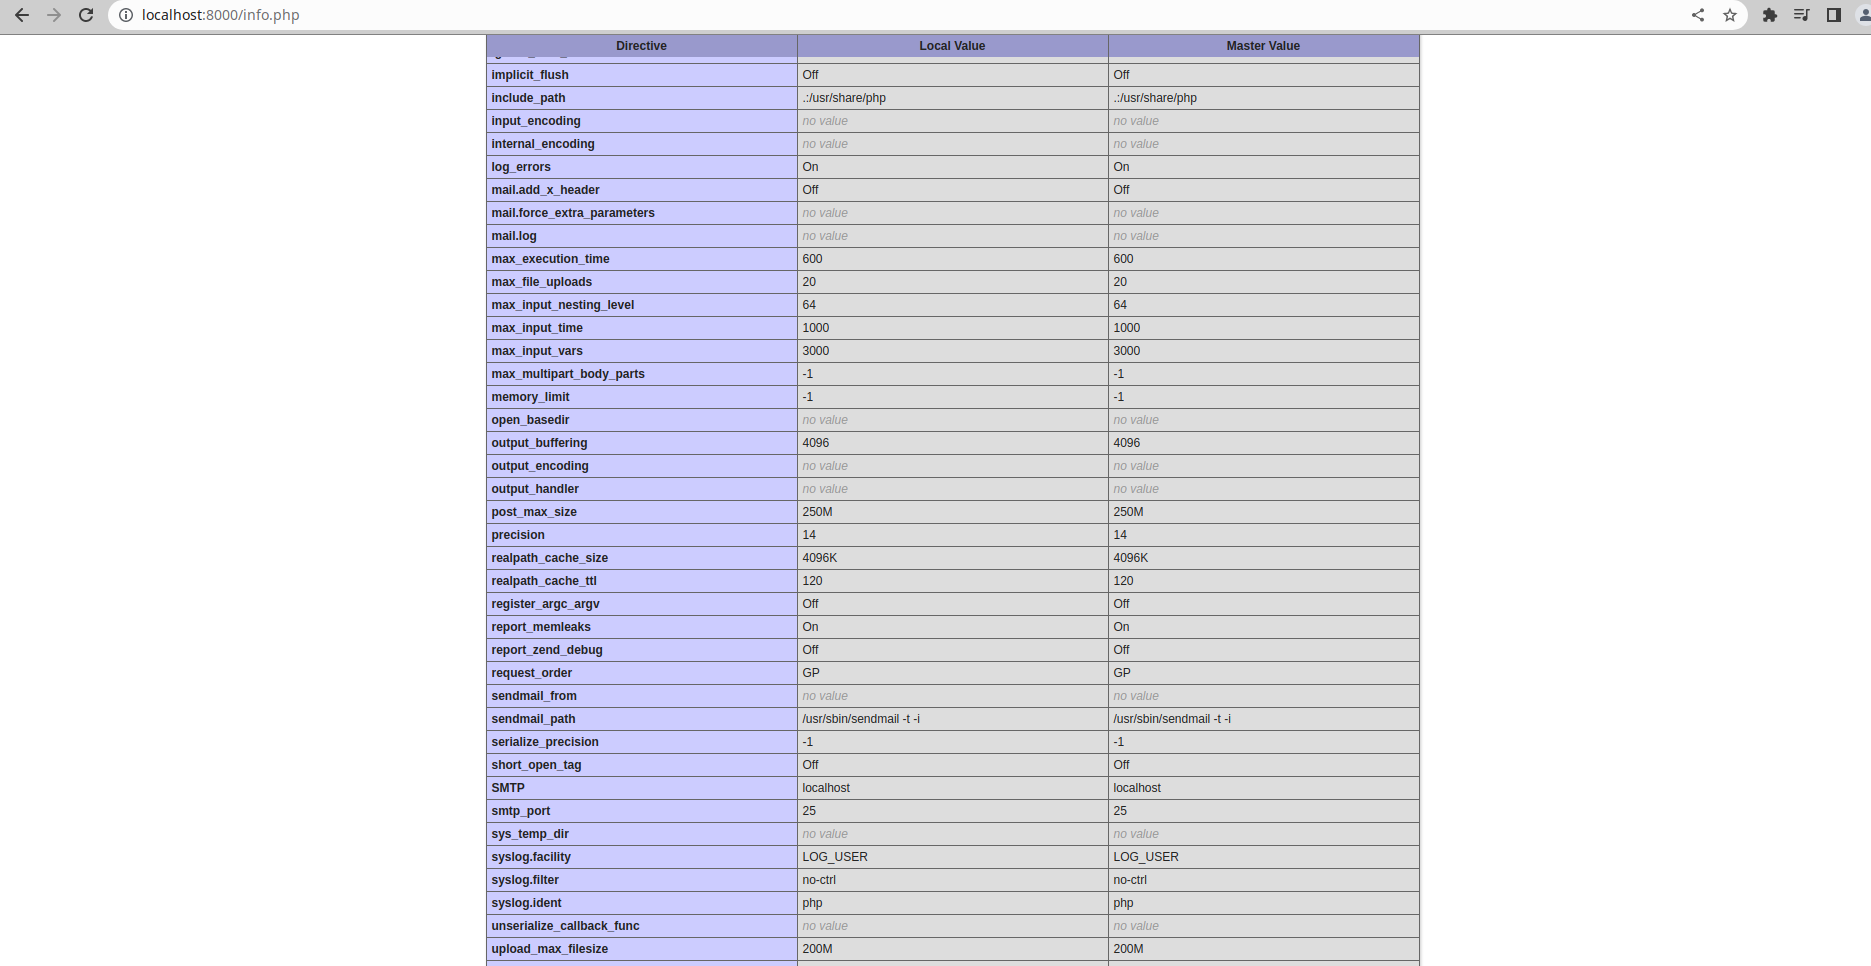 localhost:8000/info.php
Directive Local Value Master Value
implicit_flush Off Off
include_path .:/usr/share/php .:/usr/share/php
input_encoding no value no value
internal_encoding no value no value
log_errors On On
mail.add_x_header Off Off
mail.force_extra_parameters no value no value
mail.log no value no value
max_execution_time 600 600
max_file_uploads 20 20
max_input_nesting_level 64 64
max_input_time 1000 1000
max_input_vars 3000 3000
max_multipart_body_parts -1 -1
memory_limit -1 -1
open_basedir no value no value
output_buffering 4096 4096
output_encoding no value no value
output_handler no value no value
post_max_size 250M 250M
precision 14 14
realpath_cache_size 4096K 4096K
realpath_cache_ttl 120 120
register_argc_argv Off Off
report_memleaks On On
report_zend_debug Off Off
request_order GP GP
sendmail_from no value no value
sendmail_path /usr/sbin/sendmail -t -i /usr/sbin/sendmail -t -i
serialize_precision -1 -1
short_open_tag Off Off
SMTP localhost localhost
smtp_port 25 25
sys_temp_dir no value no value
syslog.facility LOG_USER LOG_USER
syslog.filter no-ctrl no-ctrl
syslog.ident php php
unserialize_callback_func no value no value
upload_max_filesize 200M 200M